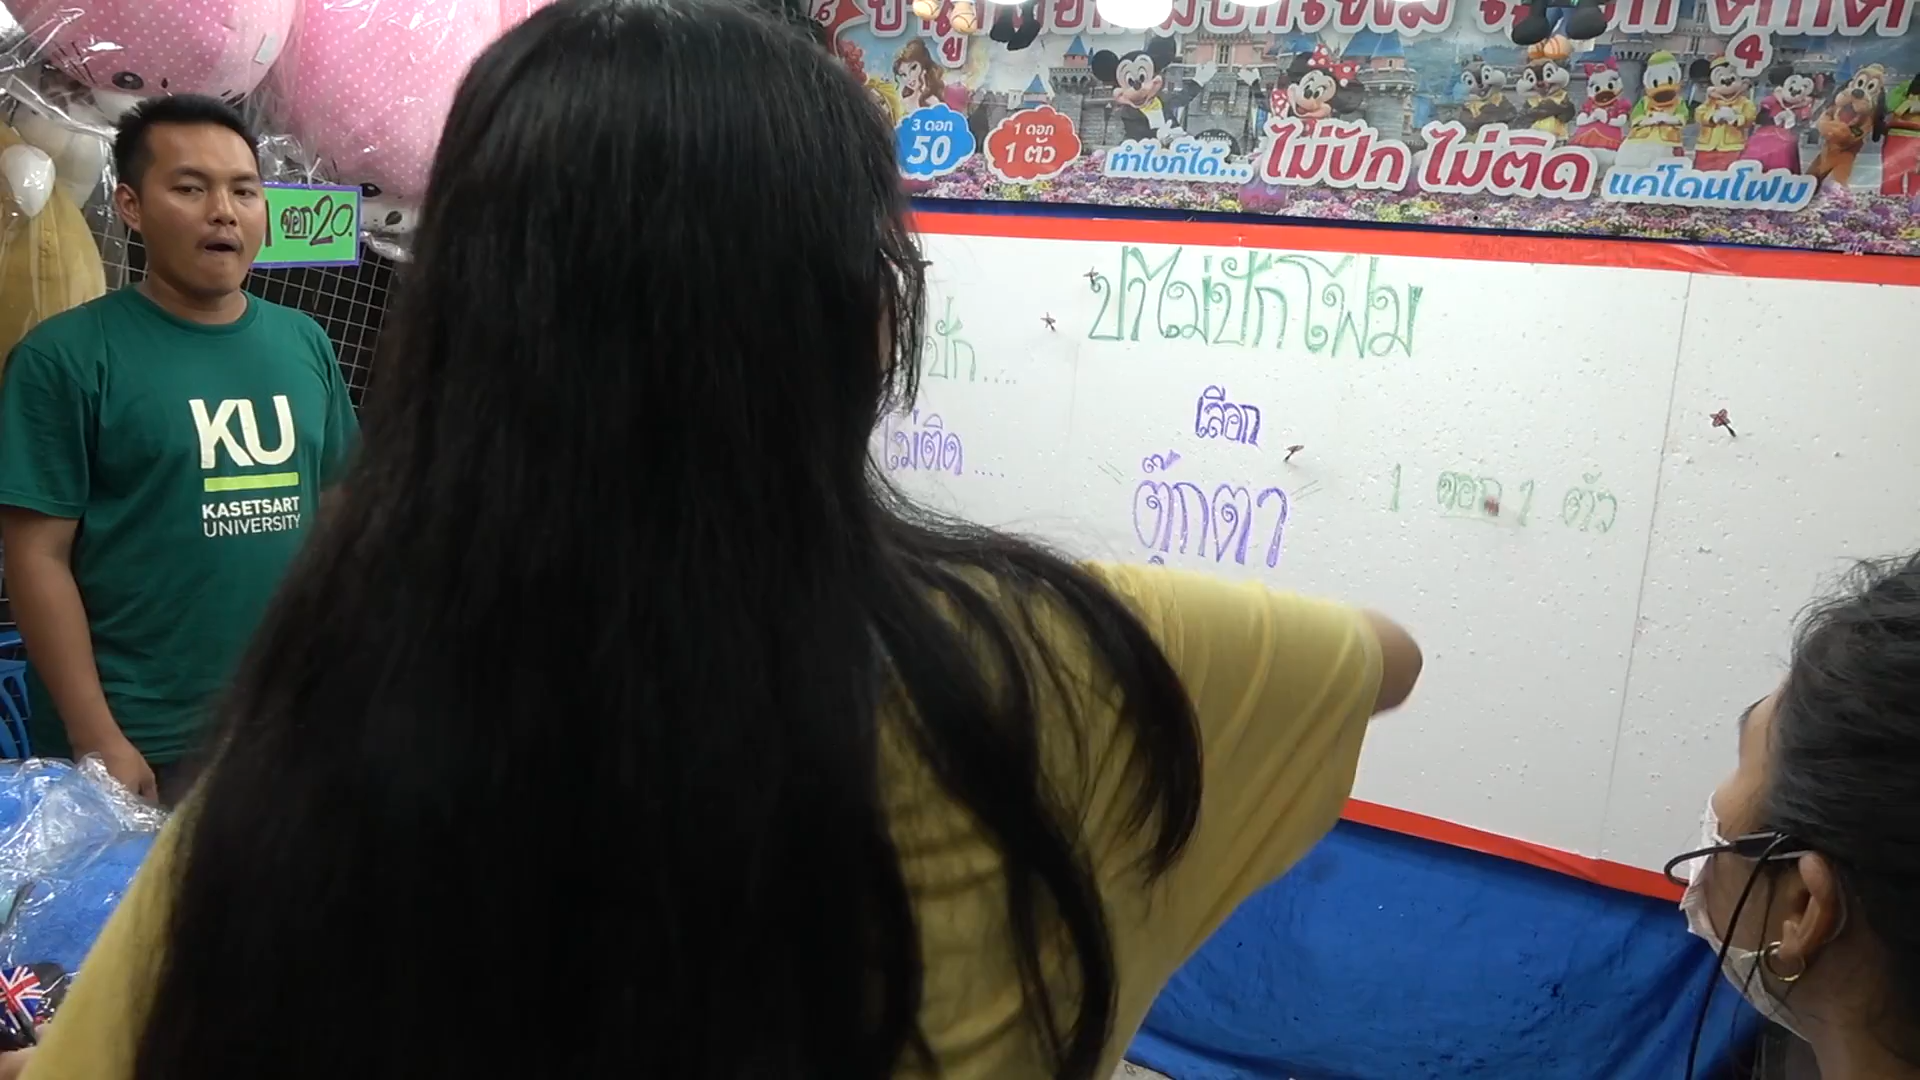 4
3 ดอก
50
1 ดอก
1 ตัว
ทำไงก็ได้... ไม่ปัก ไม่ติด แค่โดนโฟม
ดอก 20.
ปาไม่ปักโฟม
ปัก....
ไม่ติด ....
เลือก
ตุ๊กตา
1 ดอก 1 ตัว
KU
KASETSART
UNIVERSITY